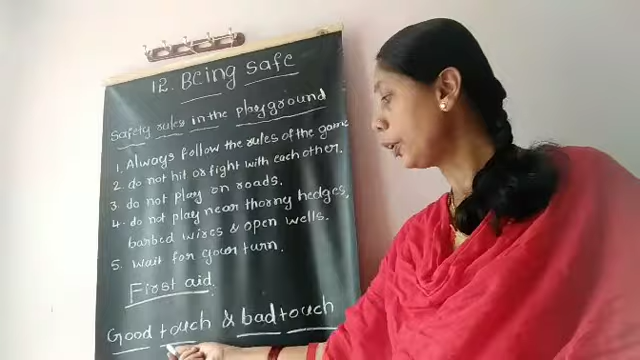 12. Being safe
Safety rules in the playground
1. Always follow the rules of the game
2. do not hit or fight with each other.
3. do not play on roads.
4. do not play near thorny hedges,
barbed wires & open wells.
5. Wait for your turn.
First aid.
Good touch & bad touch